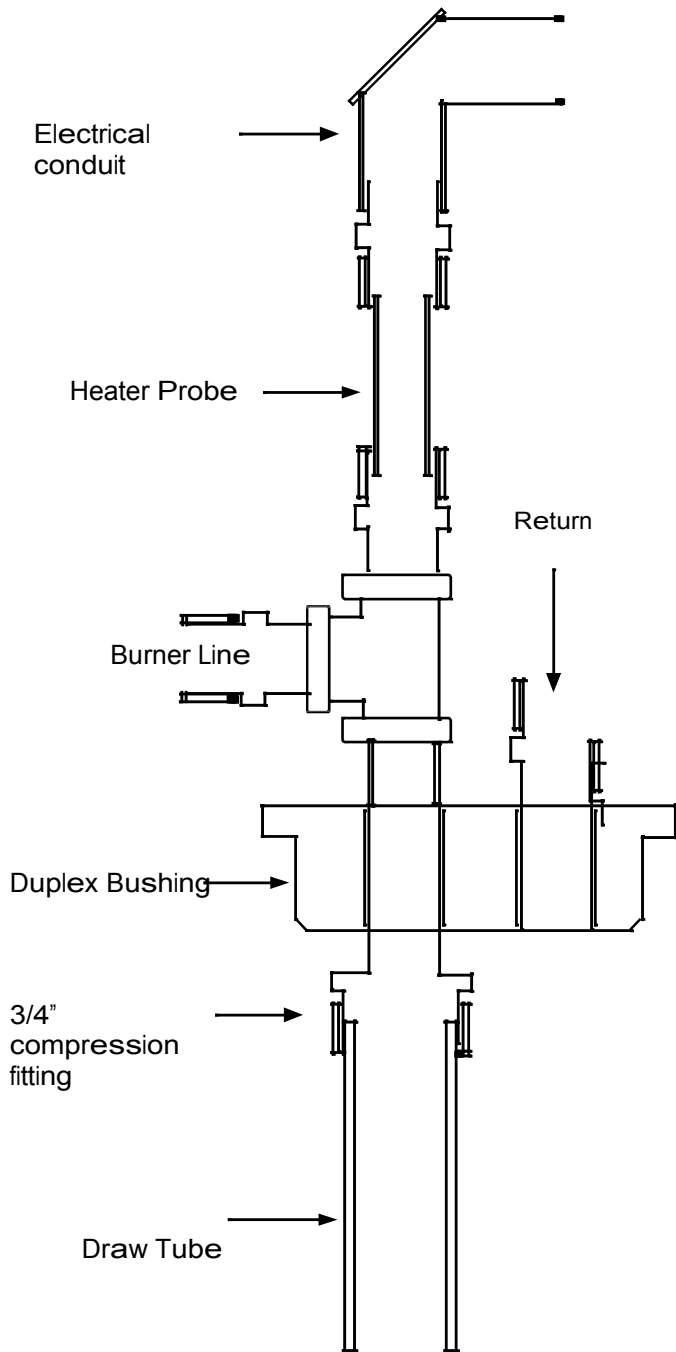 Electrical
conduit
Heater Probe
Return
Burner Line
Duplex Bushing
3/4”
compression
fitting
Draw Tube